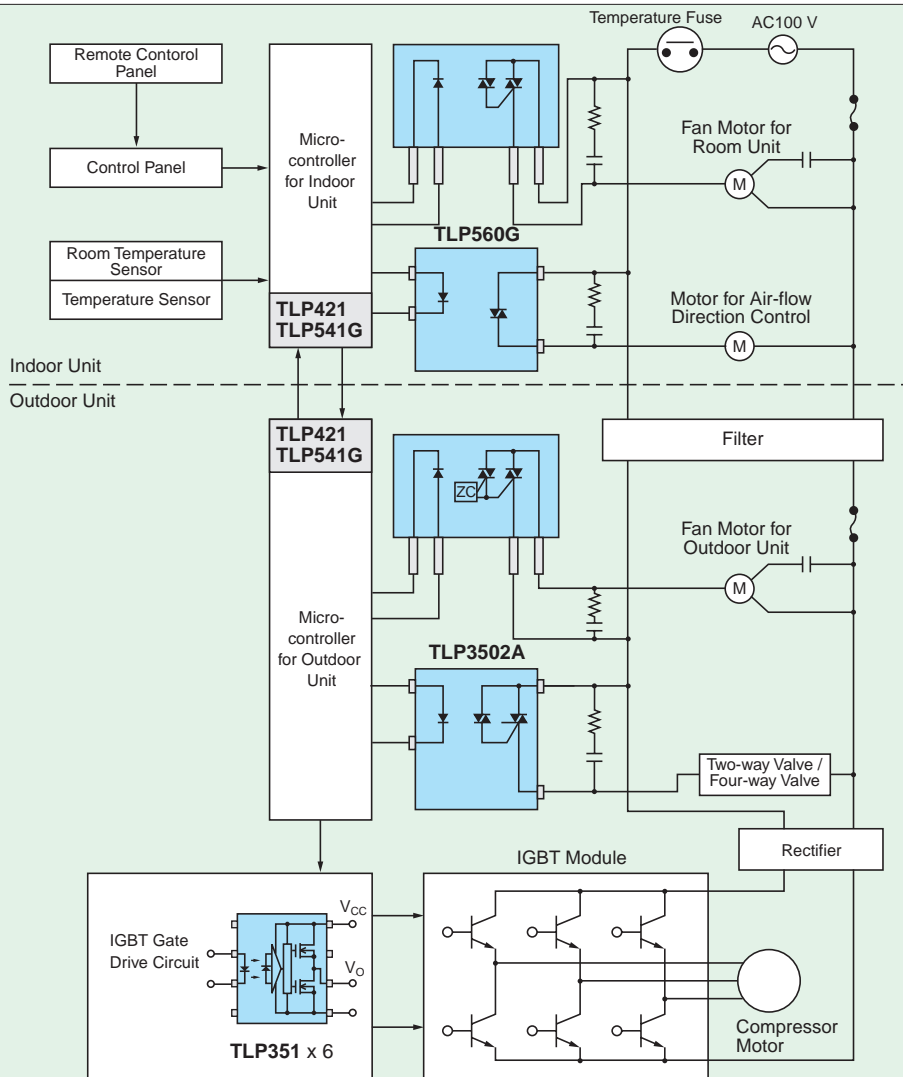 Temperature Fuse
AC100 V
Remote Contorol
Panel
Control Panel
Micro-
controller
for Indoor
Unit
Fan Motor for
Room Unit
M
TLP560G
Room Temperature
Sensor
Temperature Sensor
TLP421
TLP541G
Motor for Air-flow
Direction Control
M
Indoor Unit
Outdoor Unit
TLP421
TLP541G
Filter
ZC
Fan Motor for
Outdoor Unit
M
Micro-
controller
for Outdoor
Unit
TLP3502A
Two-way Valve /
Four-way Valve
Rectifier
IGBT Module
IGBT Gate
Drive Circuit
VCC
VO
TLP351 x 6
Compressor
Motor